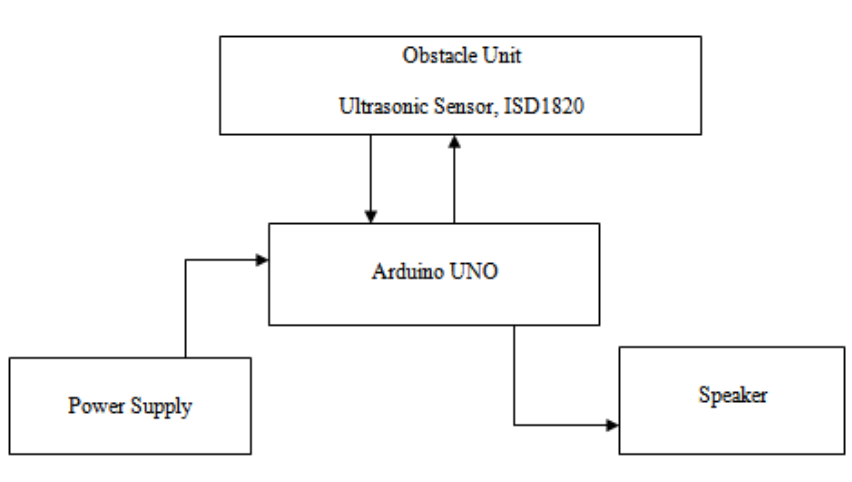 Obstacle Unit
Ultrasonic Sensor, ISD1820
Arduino UNO
Power Supply
Speaker